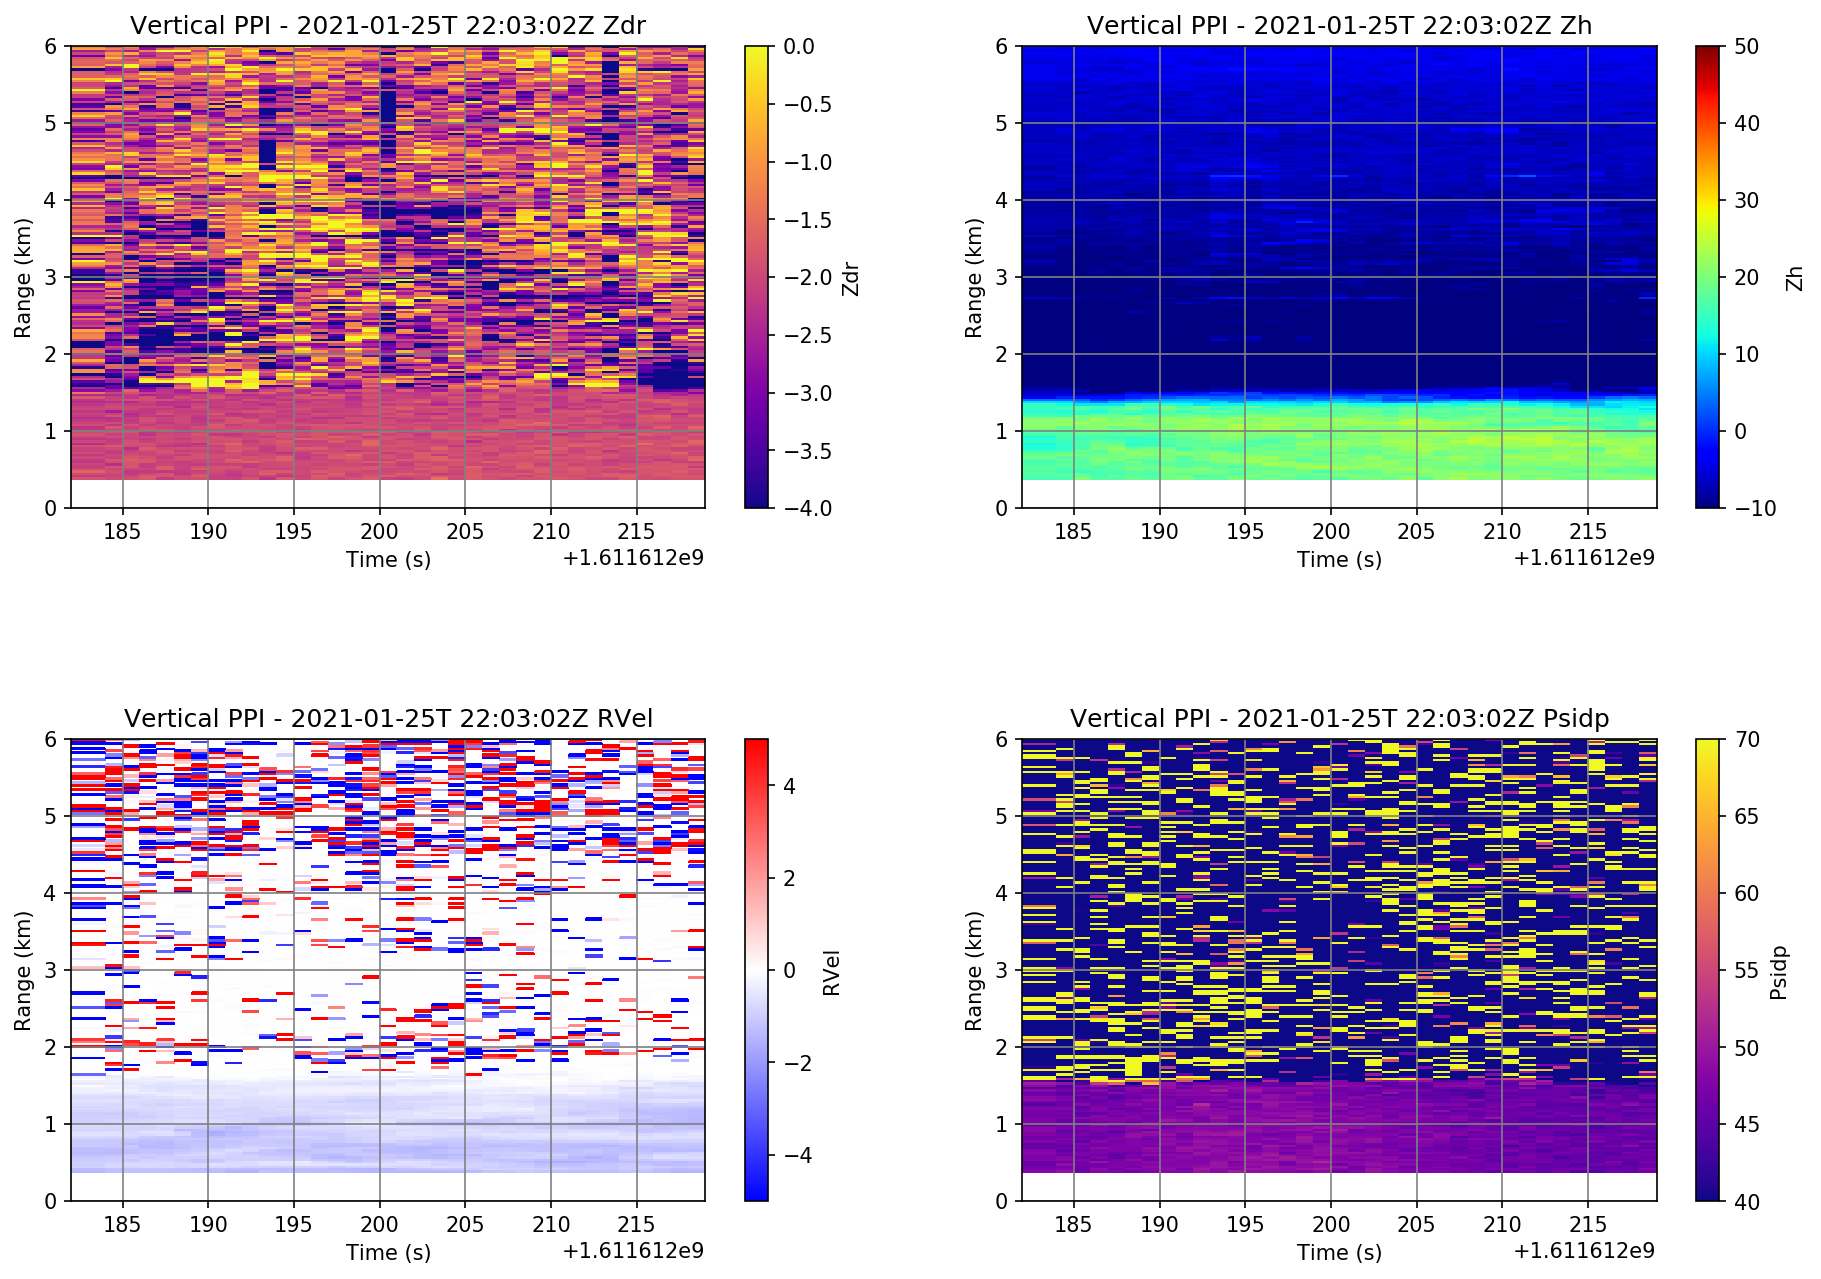 Vertical PPI - 2021-01-25T 22:03:02Z Zdr
6
5
4
3
2
1
0
Range (km)
185 190 195 200 205 210 215
Time (s)
+1.611612e9
0.0
−0.5
−1.0
−1.5
−2.0
−2.5
−3.0
−3.5
−4.0
Zdr
Vertical PPI - 2021-01-25T 22:03:02Z Zh
6
5
4
3
2
1
0
Range (km)
185 190 195 200 205 210 215
Time (s)
+1.611612e9
50
40
30
20
10
0
−10
Zh
Vertical PPI - 2021-01-25T 22:03:02Z RVel
6
5
4
3
2
1
0
Range (km)
185 190 195 200 205 210 215
Time (s)
+1.611612e9
4
2
0
−2
−4
RVel
Vertical PPI - 2021-01-25T 22:03:02Z Psidp
6
5
4
3
2
1
0
Range (km)
185 190 195 200 205 210 215
Time (s)
+1.611612e9
70
65
60
55
50
45
40
Psidp